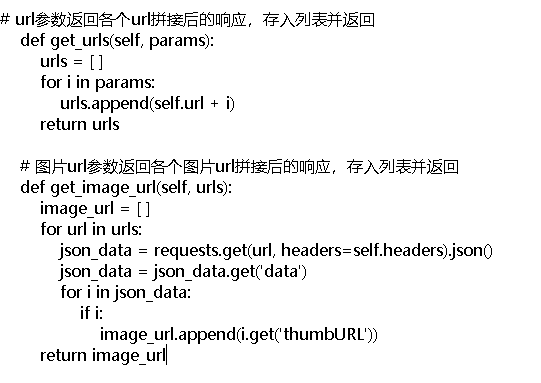 # url参数返回各个url拼接后的响应，存入列表并返回
def get_urls(self, params):
urls = [ ]
for i in params:
urls.append(self.url + i)
return urls
# 图片url参数返回各个图片url拼接后的响应，存入列表并返回
def get_image_url(self, urls):
image_url = [ ]
for url in urls:
json_data = requests.get(url, headers=self.headers).json()
json_data = json_data.get('data')
for i in json_data:
if i:
image_url.append(i.get('thumbURL'))
return image_url